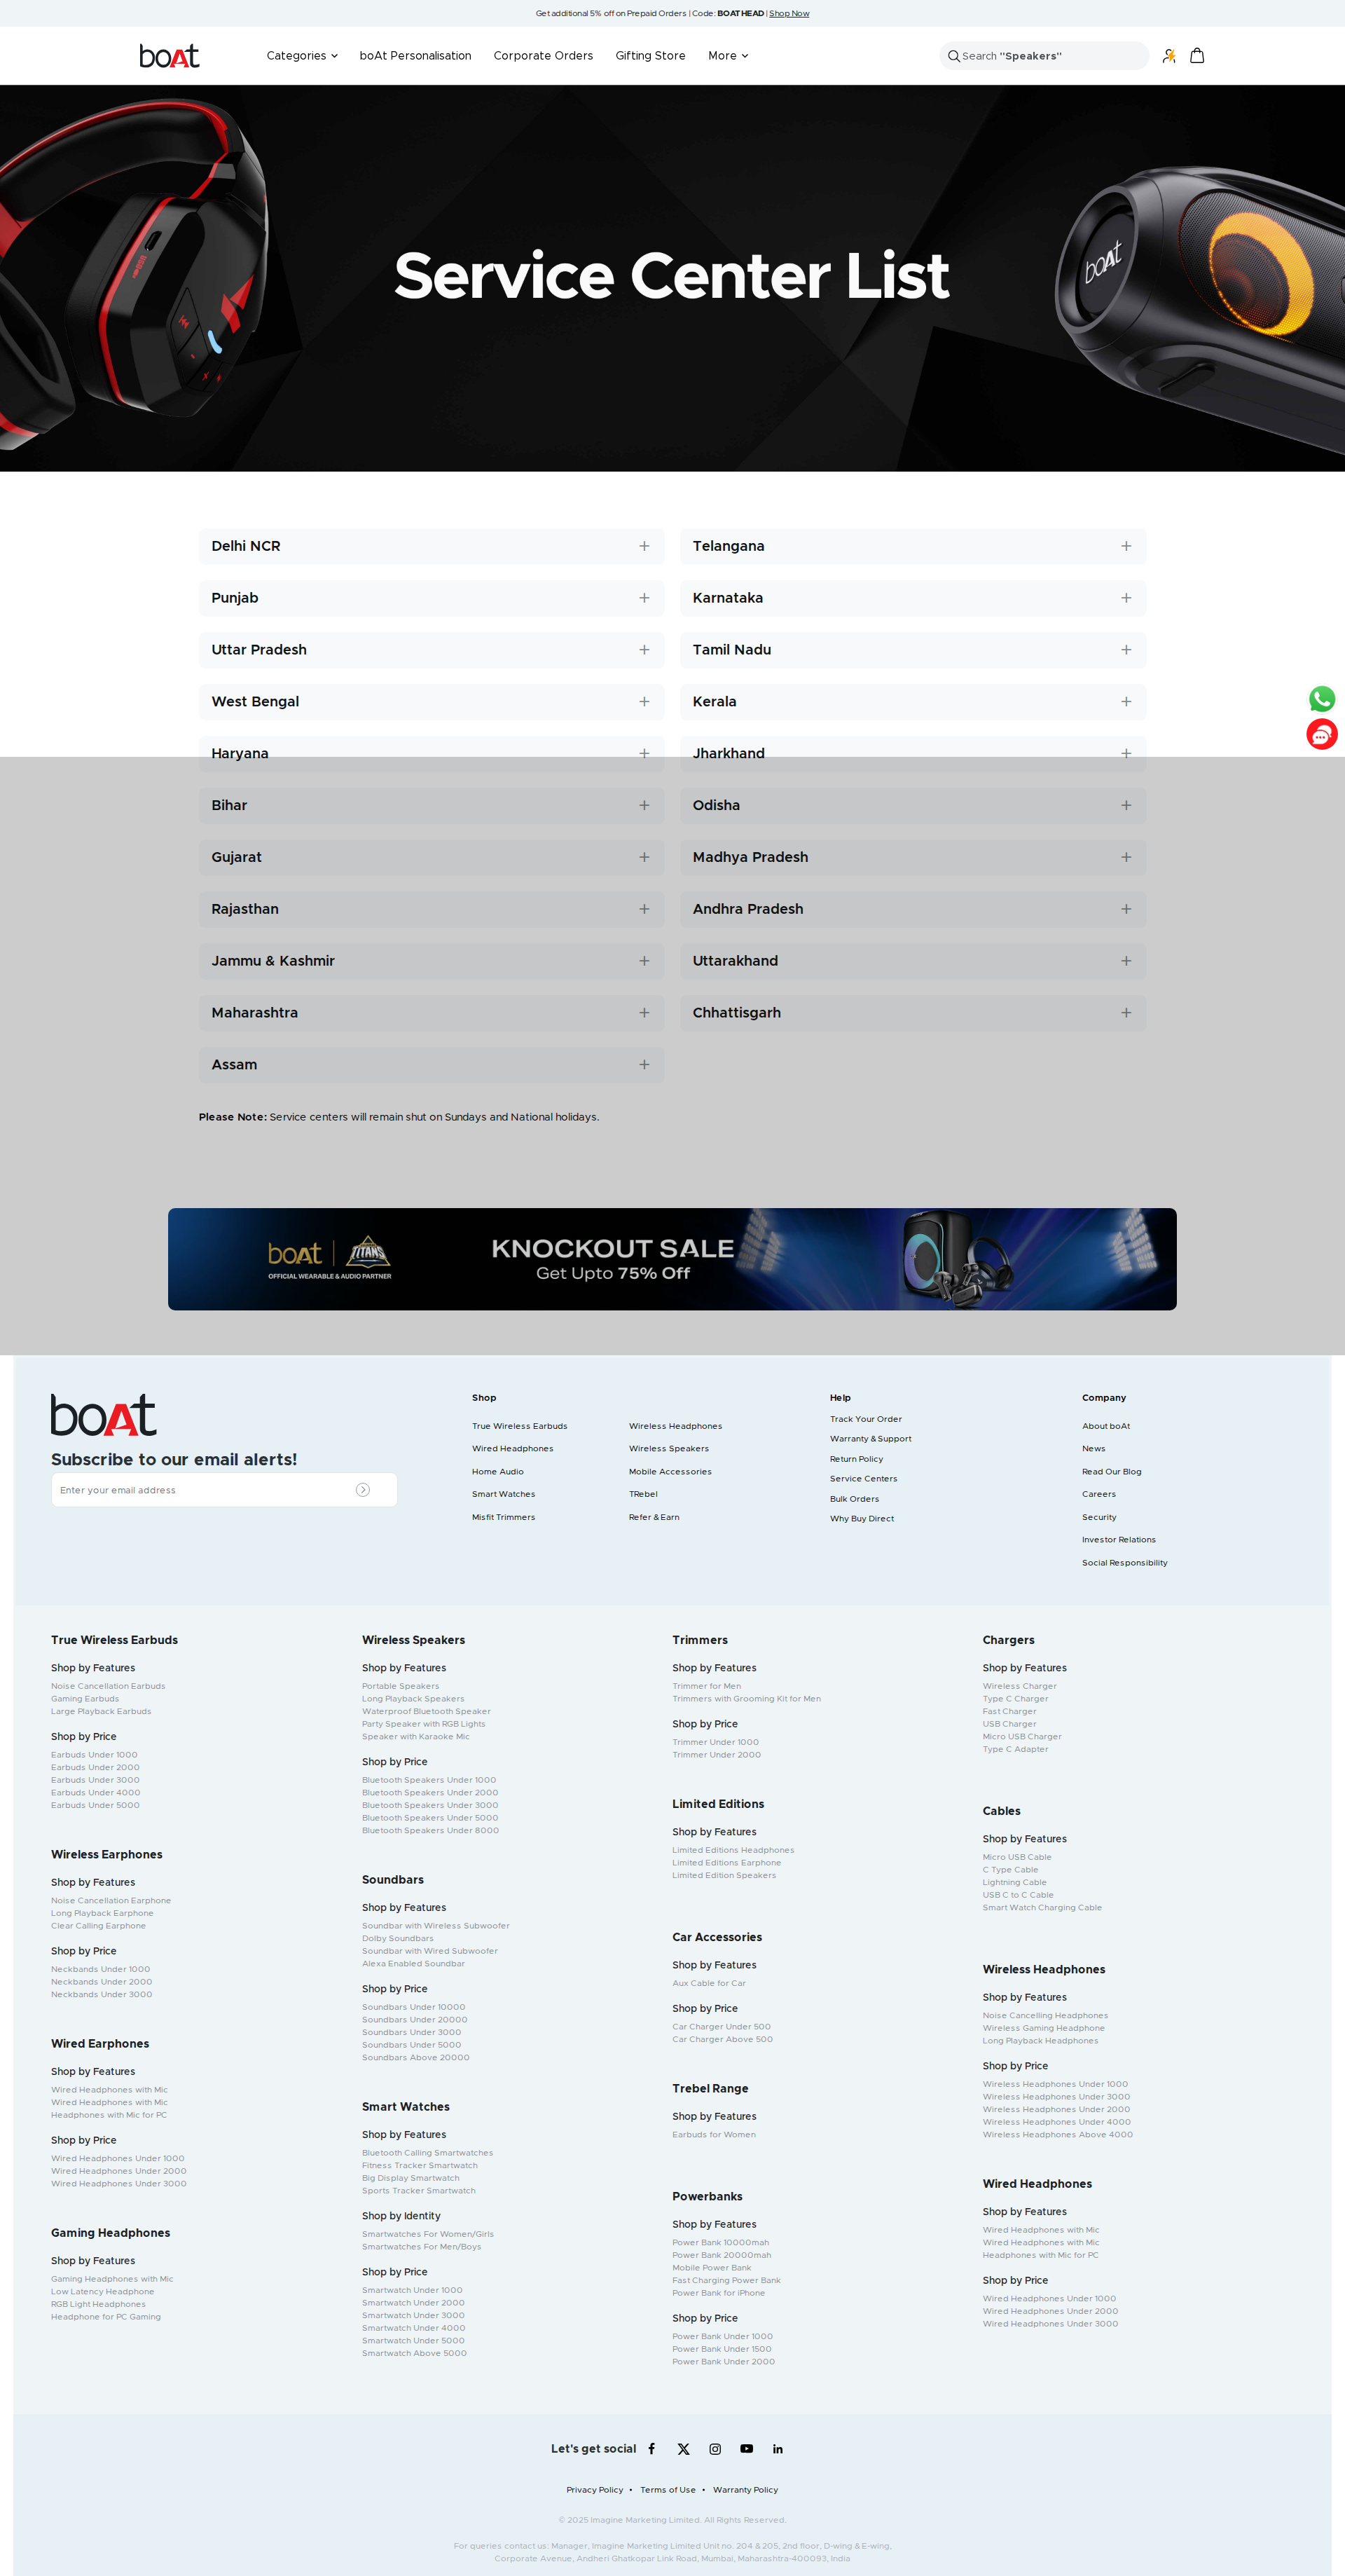 Get additional 5% off on Prepaid Orders | Code: BOATHEAD | Shop Now
boAt
Categories
boAt Personalisation
Corporate Orders
Gifting Store
More
Search "Speakers"
Service Center List
boAt
Delhi NCR
Telangana
Punjab
Karnataka
Uttar Pradesh
Tamil Nadu
West Bengal
Kerala
Haryana
Jharkhand
Bihar
Odisha
Gujarat
Madhya Pradesh
Rajasthan
Andhra Pradesh
Jammu & Kashmir
Uttarakhand
Maharashtra
Chhattisgarh
Assam
Please Note: Service centers will remain shut on Sundays and National holidays.
boAt
TITANS
OFFICIAL WEARABLE & AUDIO PARTNER
KNOCKOUT SALE
Get Upto 75% Off
boAt
Subscribe to our email alerts!
Enter your email address
Shop
True Wireless Earbuds
Wired Headphones
Home Audio
Smart Watches
Misfit Trimmers
Wireless Headphones
Wireless Speakers
Mobile Accessories
TRebel
Refer & Earn
Help
Track Your Order
Warranty & Support
Return Policy
Service Centers
Bulk Orders
Why Buy Direct
Company
About boAt
News
Read Our Blog
Careers
Security
Investor Relations
Social Responsibility
True Wireless Earbuds
Shop by Features
Noise Cancellation Earbuds
Gaming Earbuds
Large Playback Earbuds
Shop by Price
Earbuds Under 1000
Earbuds Under 2000
Earbuds Under 3000
Earbuds Under 4000
Earbuds Under 5000
Wireless Earphones
Shop by Features
Noise Cancellation Earphone
Long Playback Earphone
Clear Calling Earphone
Shop by Price
Neckbands Under 1000
Neckbands Under 2000
Neckbands Under 3000
Wired Earphones
Shop by Features
Wired Headphones with Mic
Wired Headphones with Mic
Headphones with Mic for PC
Shop by Price
Wired Headphones Under 1000
Wired Headphones Under 2000
Wired Headphones Under 3000
Gaming Headphones
Shop by Features
Gaming Headphones with Mic
Low Latency Headphone
RGB Light Headphones
Headphone for PC Gaming
Wireless Speakers
Shop by Features
Portable Speakers
Long Playback Speakers
Waterproof Bluetooth Speaker
Party Speaker with RGB Lights
Speaker with Karaoke Mic
Shop by Price
Bluetooth Speakers Under 1000
Bluetooth Speakers Under 2000
Bluetooth Speakers Under 3000
Bluetooth Speakers Under 5000
Bluetooth Speakers Under 8000
Soundbars
Shop by Features
Soundbar with Wireless Subwoofer
Dolby Soundbars
Soundbar with Wired Subwoofer
Alexa Enabled Soundbar
Shop by Price
Soundbars Under 10000
Soundbars Under 20000
Soundbars Under 3000
Soundbars Under 5000
Soundbars Above 20000
Smart Watches
Shop by Features
Bluetooth Calling Smartwatches
Fitness Tracker Smartwatch
Big Display Smartwatch
Sports Tracker Smartwatch
Shop by Identity
Smartwatches For Women/Girls
Smartwatches For Men/Boys
Shop by Price
Smartwatch Under 1000
Smartwatch Under 2000
Smartwatch Under 3000
Smartwatch Under 4000
Smartwatch Under 5000
Smartwatch Above 5000
Trimmers
Shop by Features
Trimmer for Men
Trimmers with Grooming Kit for Men
Shop by Price
Trimmer Under 1000
Trimmer Under 2000
Limited Editions
Shop by Features
Limited Editions Headphones
Limited Editions Earphone
Limited Edition Speakers
Car Accessories
Shop by Features
Aux Cable for Car
Shop by Price
Car Charger Under 500
Car Charger Above 500
Trebel Range
Shop by Features
Earbuds for Women
Powerbanks
Shop by Features
Power Bank 10000mah
Power Bank 20000mah
Mobile Power Bank
Fast Charging Power Bank
Power Bank for iPhone
Shop by Price
Power Bank Under 1000
Power Bank Under 1500
Power Bank Under 2000
Chargers
Shop by Features
Wireless Charger
Type C Charger
Fast Charger
USB Charger
Micro USB Charger
Type C Adapter
Cables
Shop by Features
Micro USB Cable
C Type Cable
Lightning Cable
USB C to C Cable
Smart Watch Charging Cable
Wireless Headphones
Shop by Features
Noise Cancelling Headphones
Wireless Gaming Headphone
Long Playback Headphones
Shop by Price
Wireless Headphones Under 1000
Wireless Headphones Under 3000
Wireless Headphones Under 2000
Wireless Headphones Under 4000
Wireless Headphones Above 4000
Wired Headphones
Shop by Features
Wired Headphones with Mic
Wired Headphones with Mic
Headphones with Mic for PC
Shop by Price
Wired Headphones Under 1000
Wired Headphones Under 2000
Wired Headphones Under 3000
Let's get social
Privacy Policy • Terms of Use • Warranty Policy
© 2025 Imagine Marketing Limited. All Rights Reserved.
For queries contact us: Manager, Imagine Marketing Limited Unit no. 204 & 205, 2nd floor, D-wing & E-wing,
Corporate Avenue, Andheri Ghatkopar Link Road, Mumbai, Maharashtra-400093, India